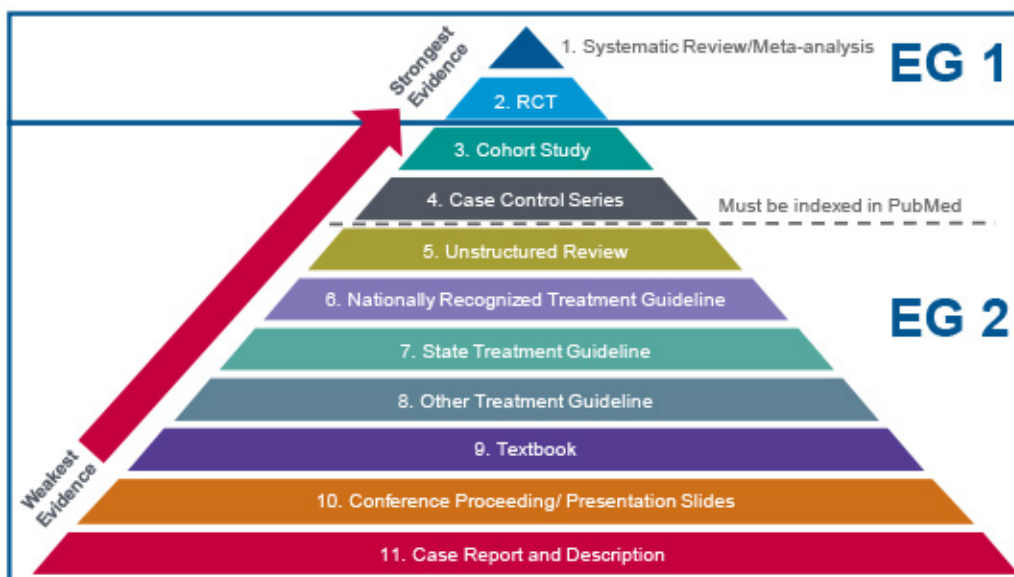 Strongest
Evidence
1. Systematic Review/Meta-analysis
EG 1
2. RCT
3. Cohort Study
4. Case Control Series
Must be indexed in PubMed
5. Unstructured Review
6. Nationally Recognized Treatment Guideline
EG 2
7. State Treatment Guideline
8. Other Treatment Guideline
9. Textbook
Weakest
Evidence
10. Conference Proceeding/ Presentation Slides
11. Case Report and Description